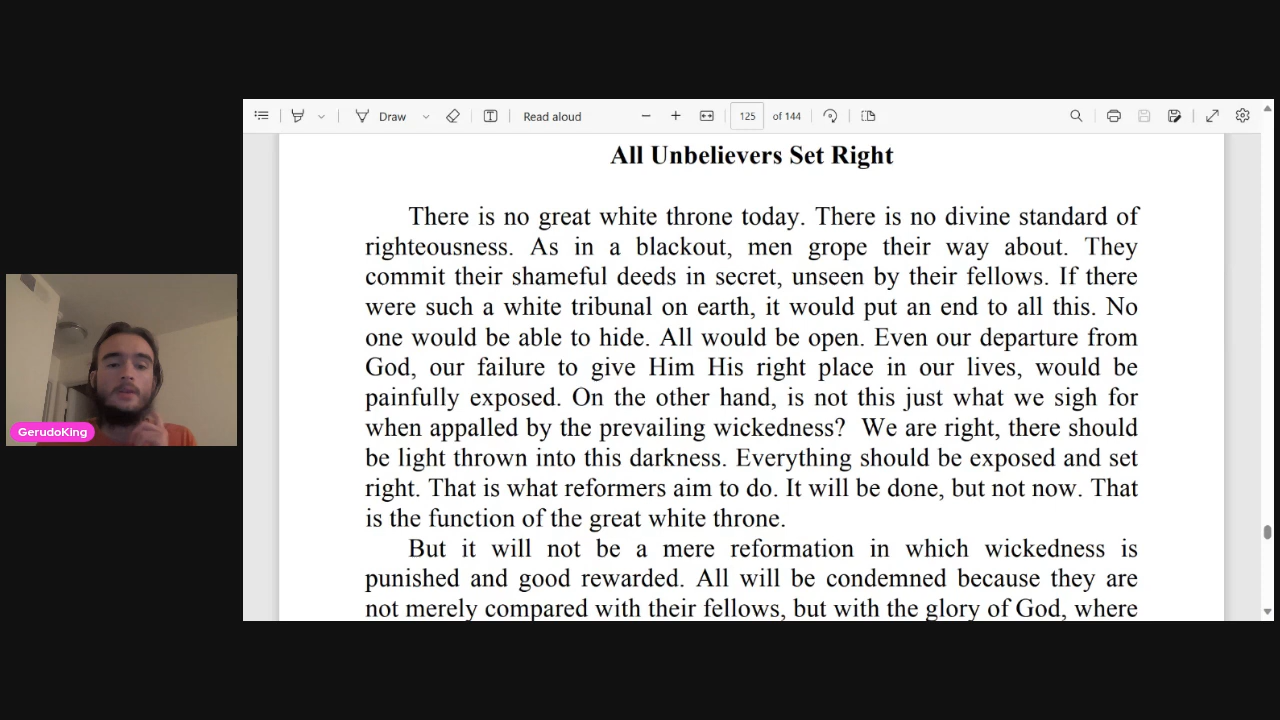 Draw
Read aloud
125 of 144
All Unbelievers Set Right
There is no great white throne today. There is no divine standard of
righteousness. As in a blackout, men grope their way about. They
commit their shameful deeds in secret, unseen by their fellows. If there
were such a white tribunal on earth, it would put an end to all this. No
one would be able to hide. All would be open. Even our departure from
God, our failure to give Him His right place in our lives, would be
painfully exposed. On the other hand, is not this just what we sigh for
when appalled by the prevailing wickedness? We are right, there should
be light thrown into this darkness. Everything should be exposed and set
right. That is what reformers aim to do. It will be done, but not now. That
is the function of the great white throne.
But it will not be a mere reformation in which wickedness is
punished and good rewarded. All will be condemned because they are
not merely compared with their fellows, but with the glory of God, where
GerudoKing